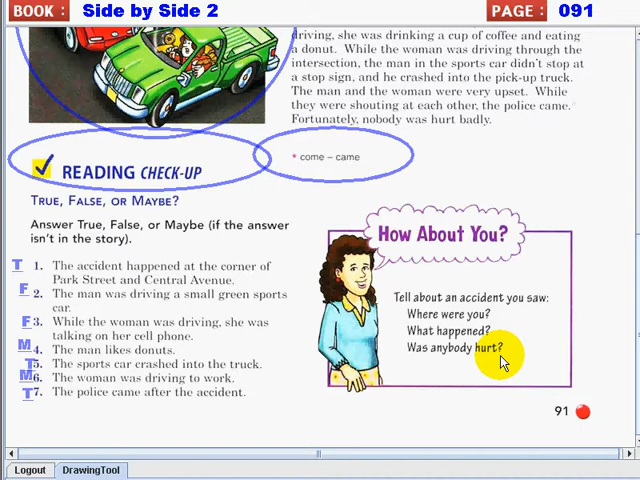 BOOK : Side by Side 2 PAGE : 091
driving, she was drinking a cup of coffee and eating
a donut. While the woman was driving through the
intersection, the man in the sports car didn't stop at
a stop sign, and he crashed into the pick-up truck.
The man and the woman were very upset. While
they were shouting at each other, the police came.*
Fortunately, nobody was hurt badly.
* come – came
READING CHECK-UP
TRUE, FALSE, OR MAYBE?
Answer True, False, or Maybe (if the answer
isn't in the story).
T 1. The accident happened at the corner of
Park Street and Central Avenue.
F 2. The man was driving a small green sports
car.
F 3. While the woman was driving, she was
talking on her cell phone.
M 4. The man likes donuts.
T 5. The sports car crashed into the truck.
M 6. The woman was driving to work.
T 7. The police came after the accident.
How About You?
Tell about an accident you saw:
Where were you?
What happened?
Was anybody hurt?
91
Logout DrawingTool